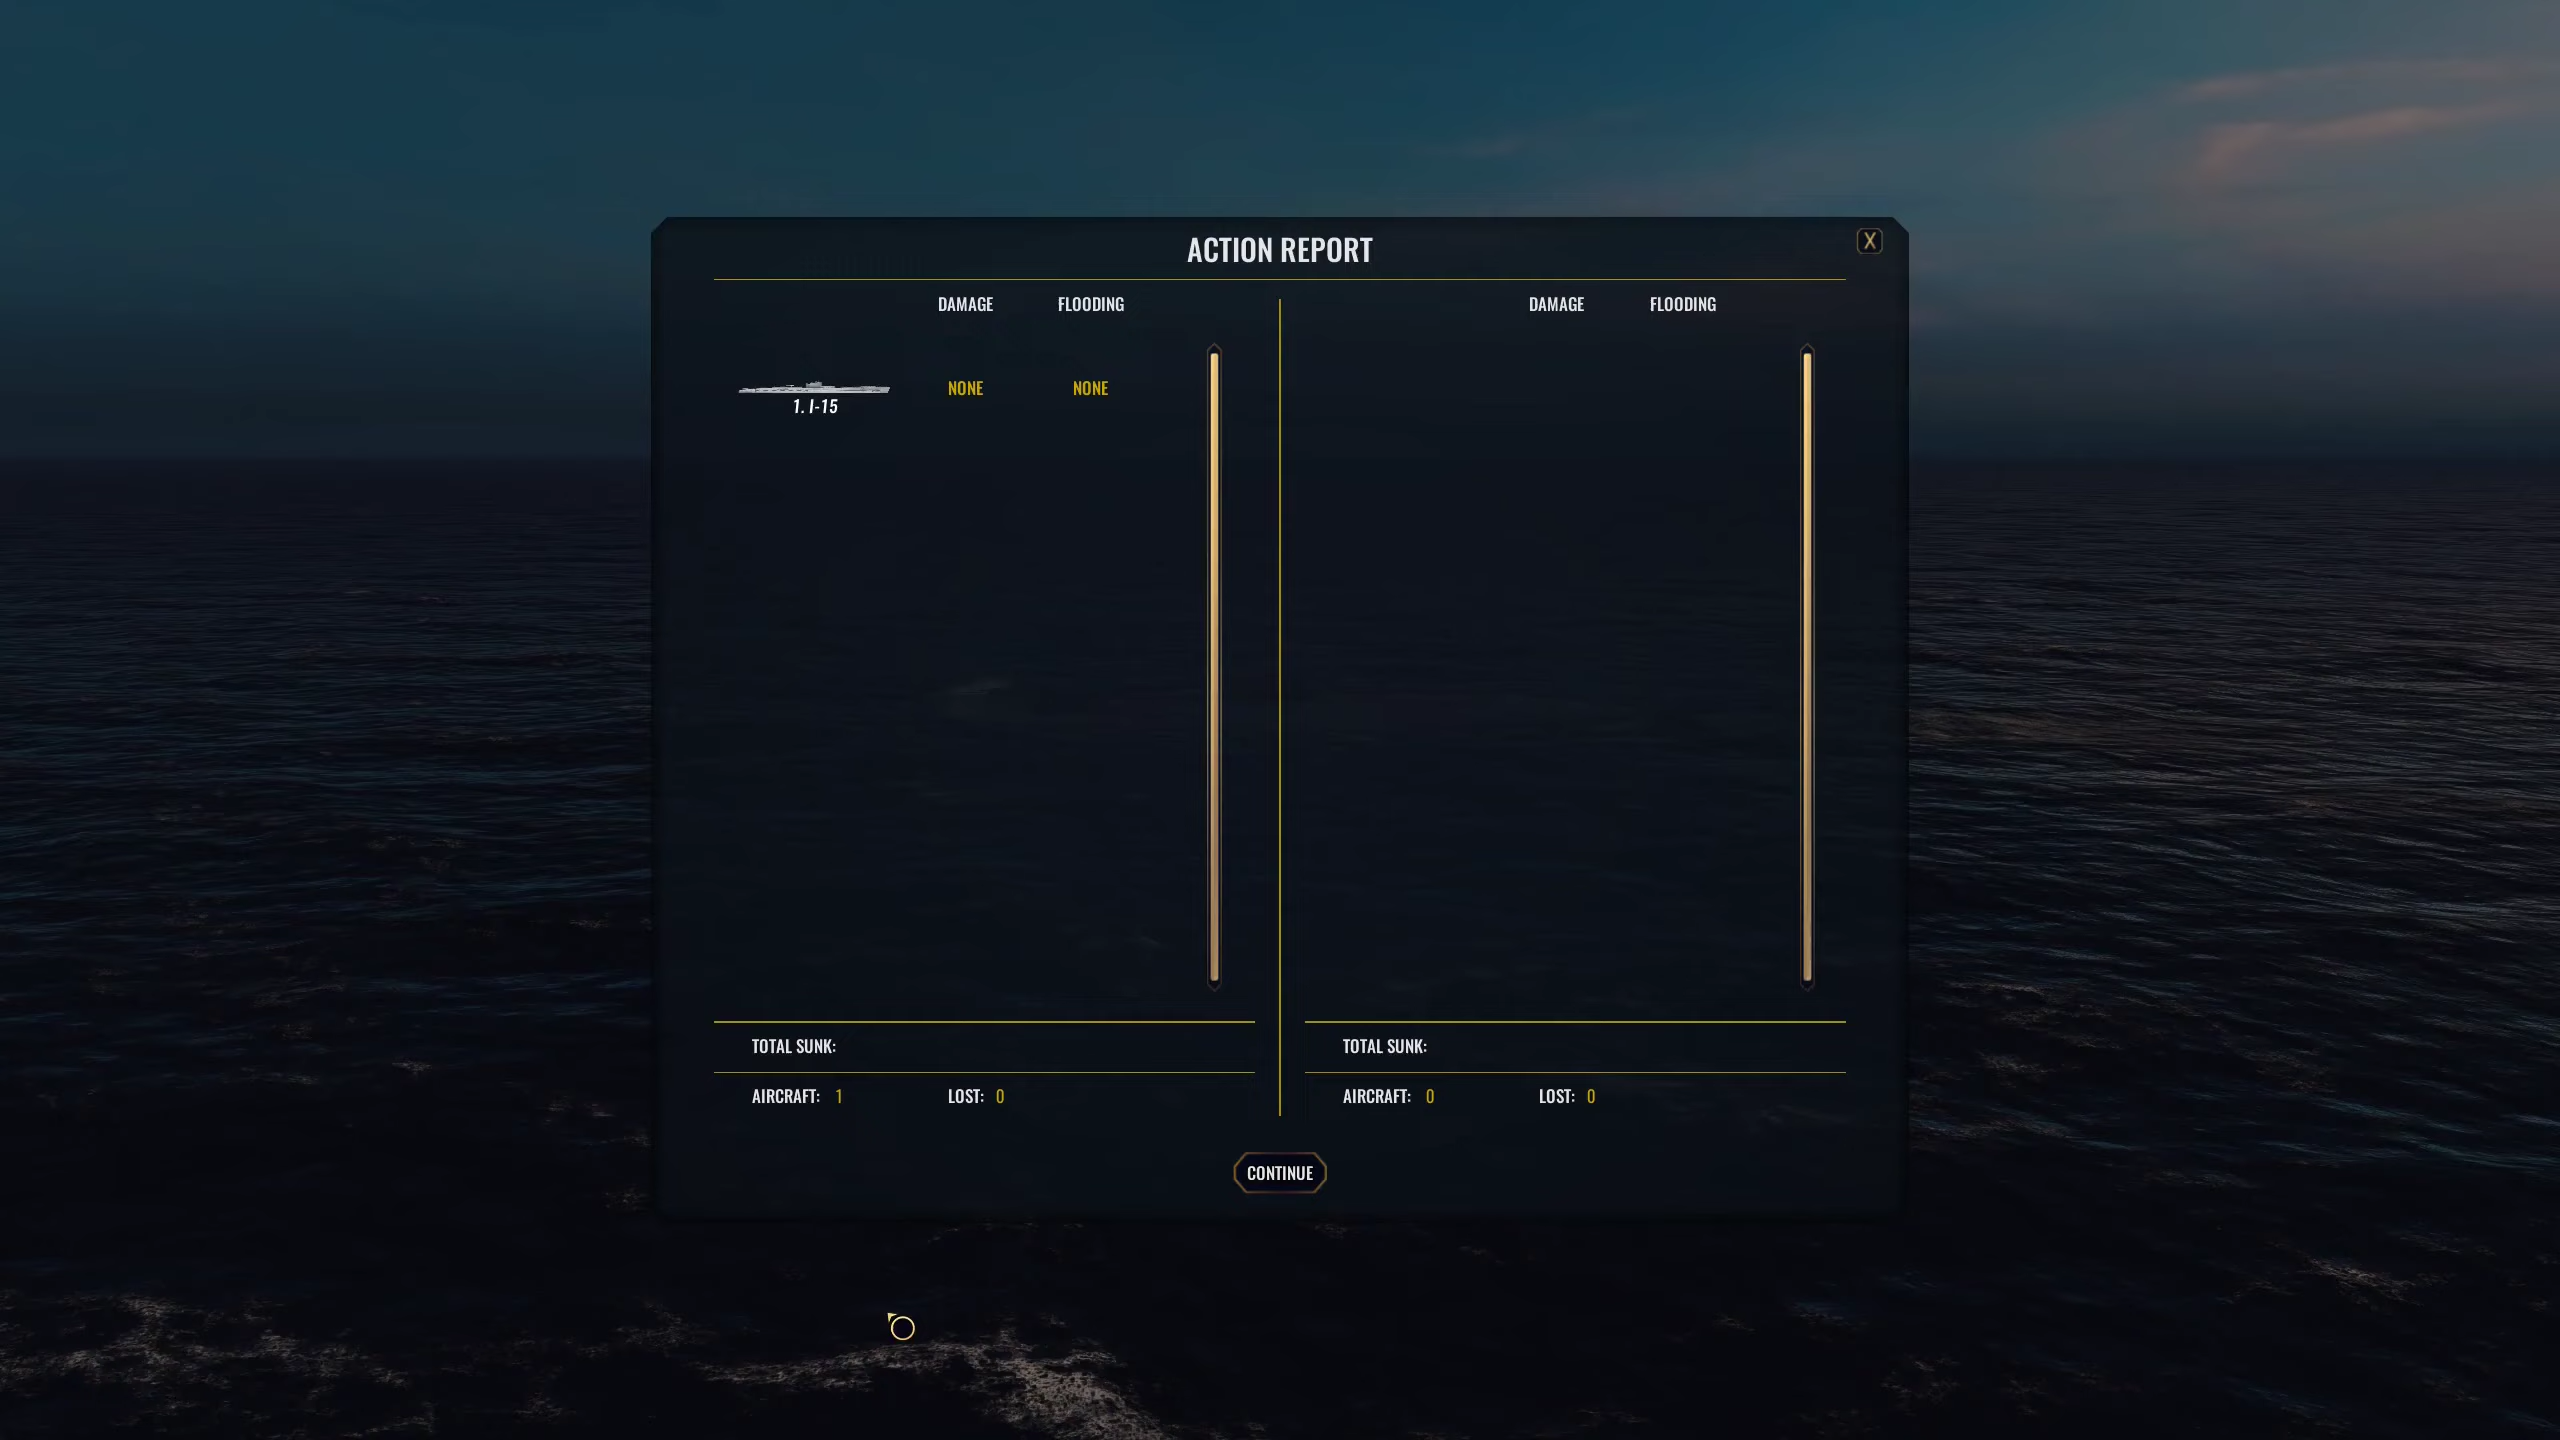 ACTION REPORT
X
DAMAGE FLOODING
1. I-15 NONE NONE
TOTAL SUNK:
AIRCRAFT: 1 LOST: 0
DAMAGE FLOODING
TOTAL SUNK:
AIRCRAFT: 0 LOST: 0
CONTINUE